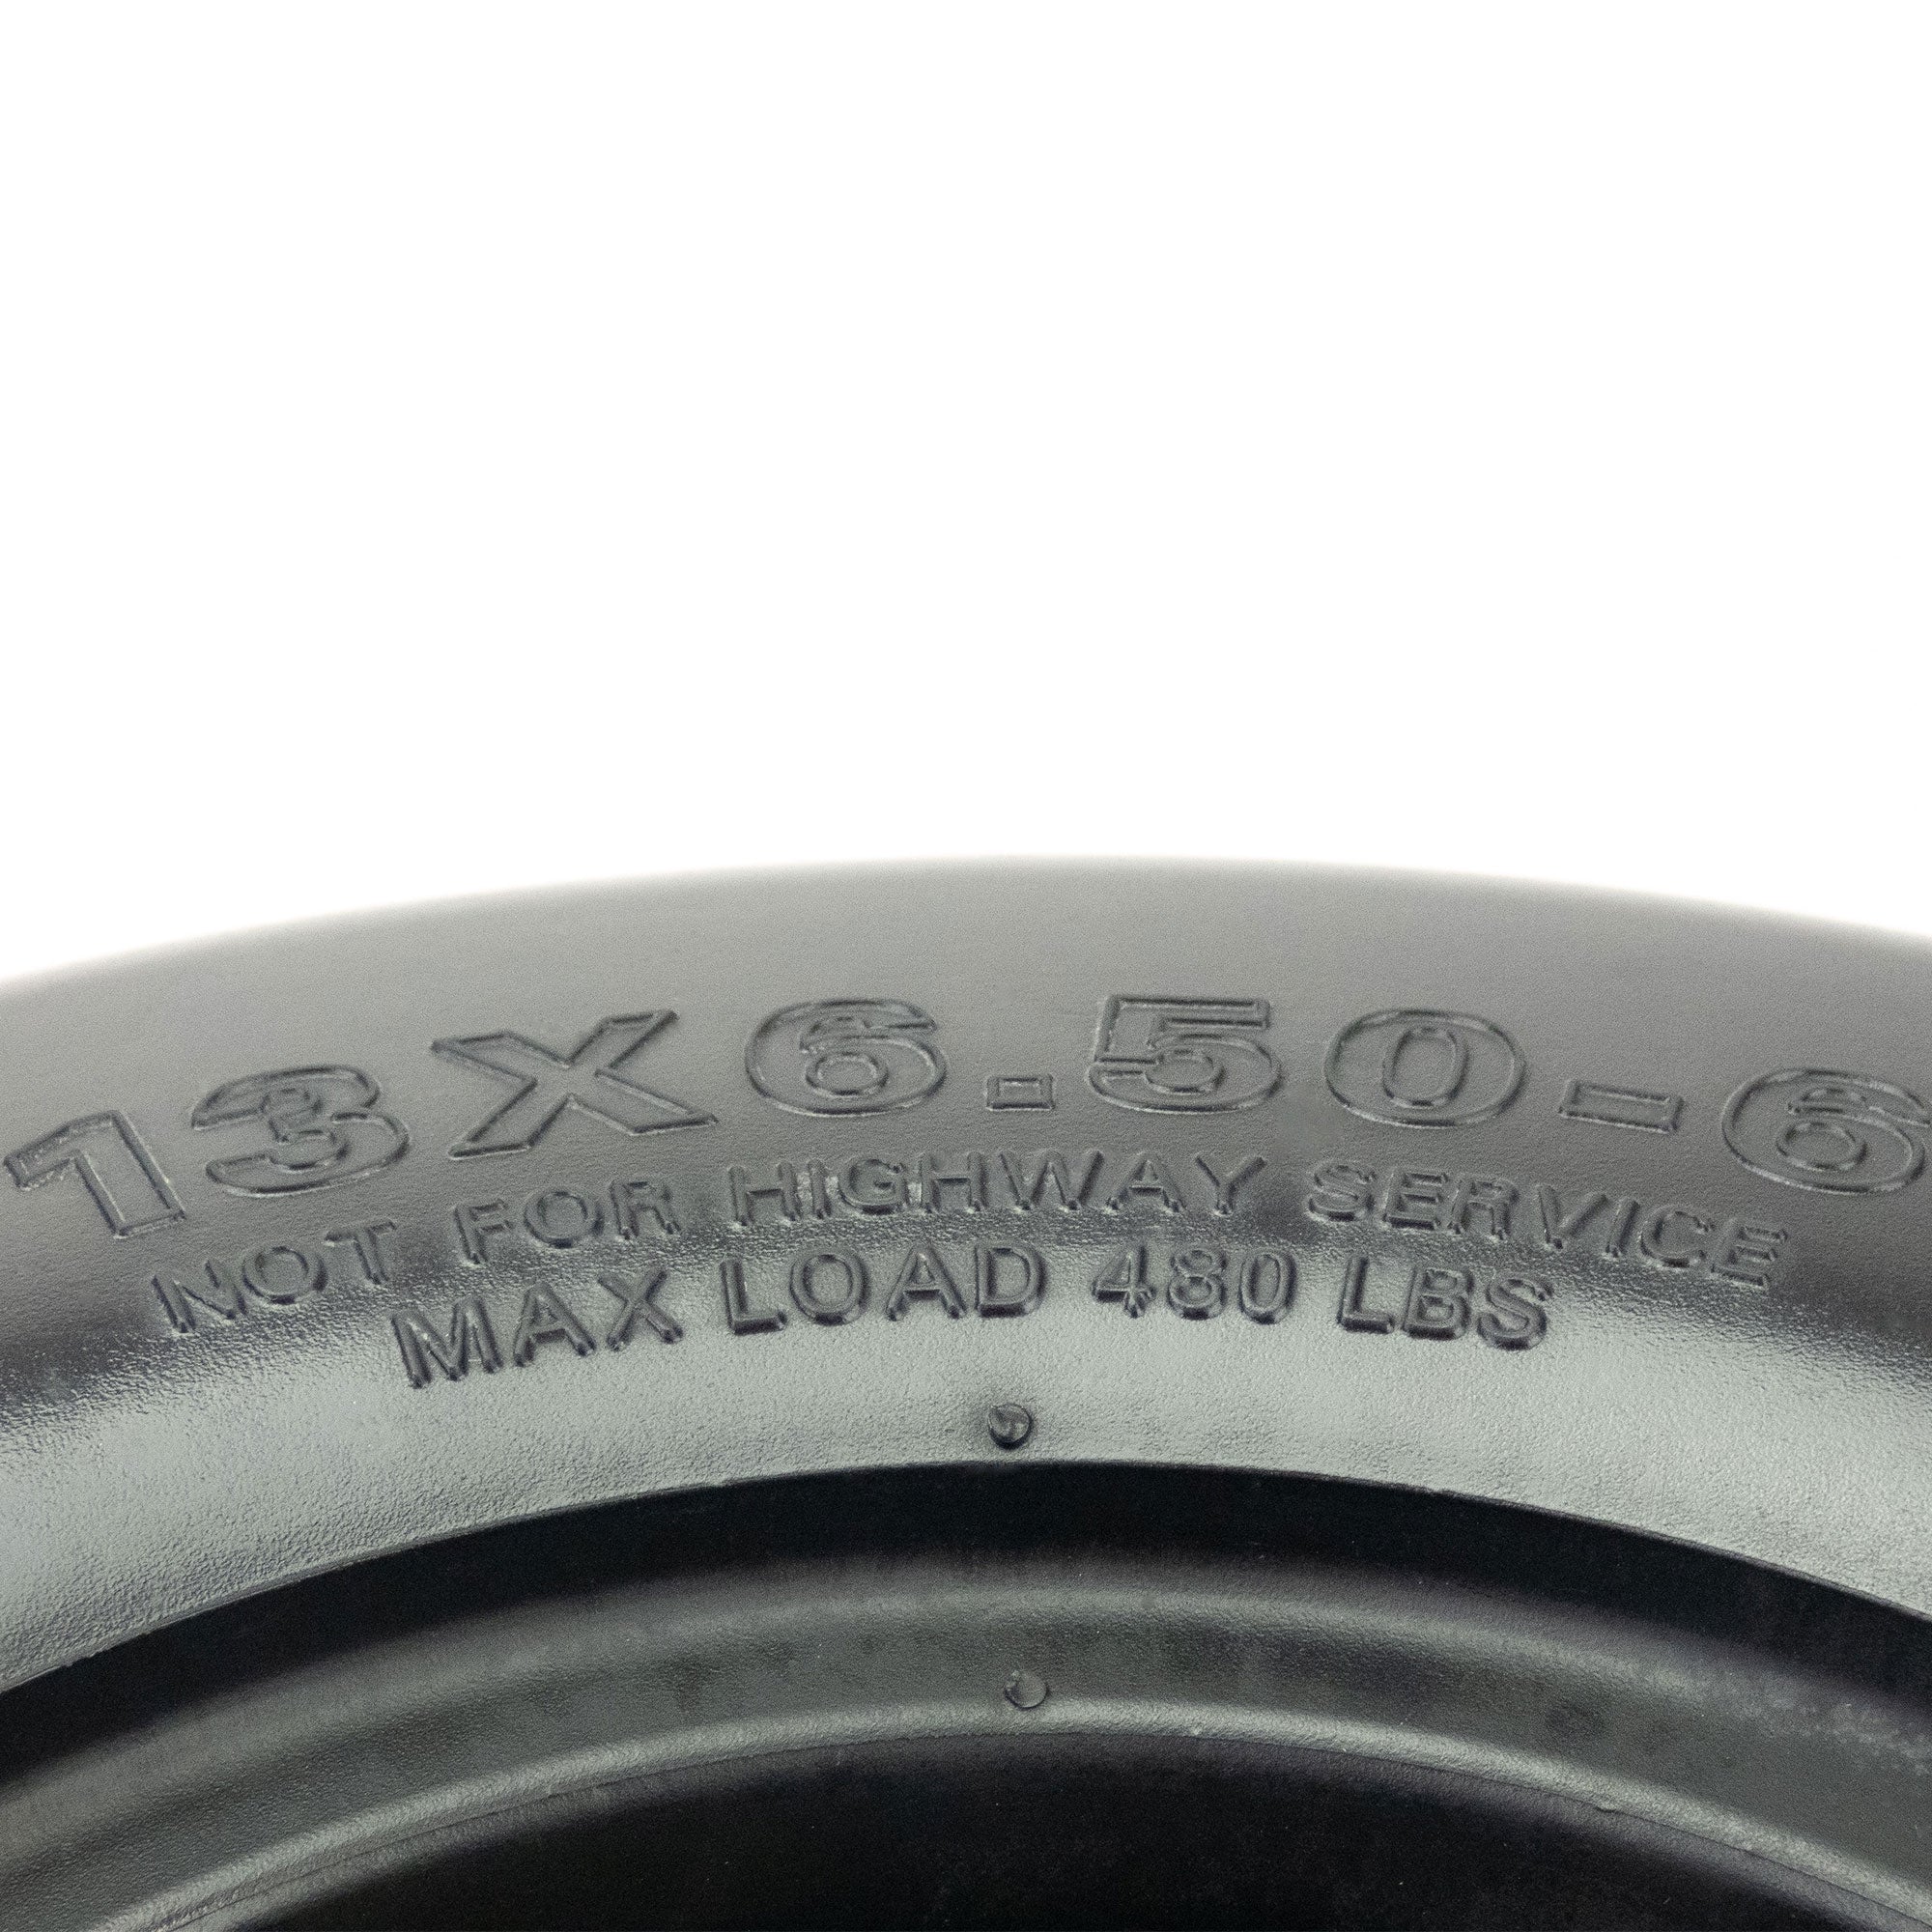 13X6.50-6
NOT FOR HIGHWAY SERVICE
MAX LOAD 480 LBS